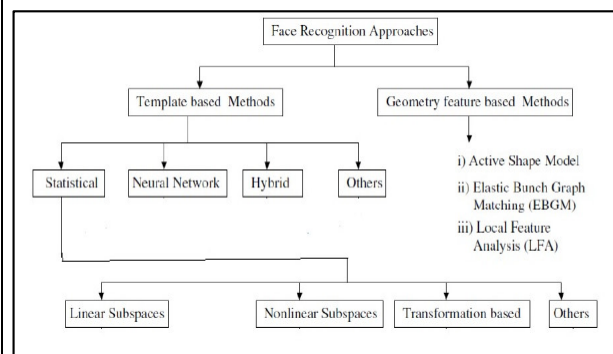 Face Recognition Approaches
Template based Methods
Geometry feature based Methods
Statistical
Neural Network
Hybrid
Others
i) Active Shape Model
ii) Elastic Bunch Graph
Matching (EBGM)
iii) Local Feature
Analysis (LFA)
Linear Subspaces
Nonlinear Subspaces
Transformation based
Others